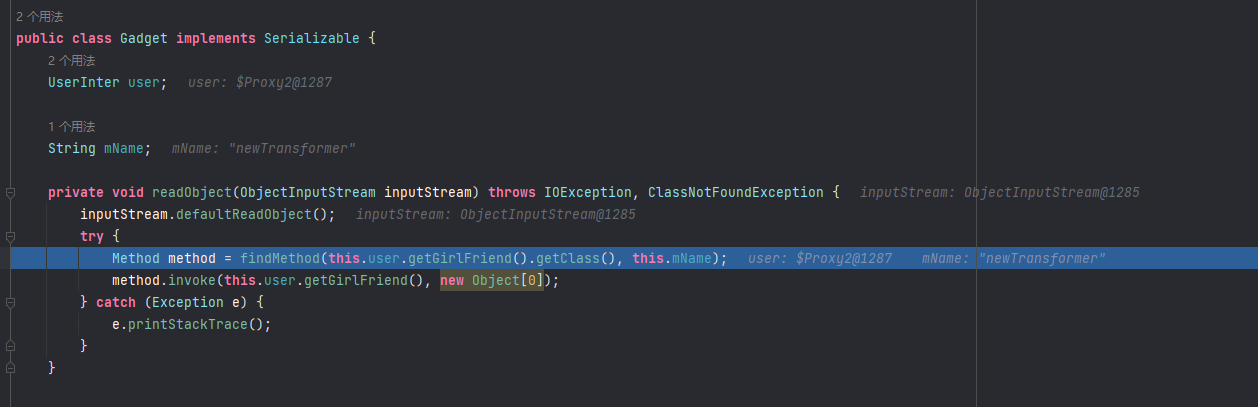 2 个用法
public class Gadget implements Serializable {
2 个用法
UserInter user;   user: $Proxy2@1287
1 个用法
String mName;   mName: "newTransformer"
private void readObject(ObjectInputStream inputStream) throws IOException, ClassNotFoundException {   inputStream: ObjectInputStream@1285
inputStream.defaultReadObject();   inputStream: ObjectInputStream@1285
try {
Method method = findMethod(this.user.getGirlFriend().getClass(), this.mName);   user: $Proxy2@1287    mName: "newTransformer"
method.invoke(this.user.getGirlFriend(), new Object[0]);
} catch (Exception e) {
e.printStackTrace();
}
}